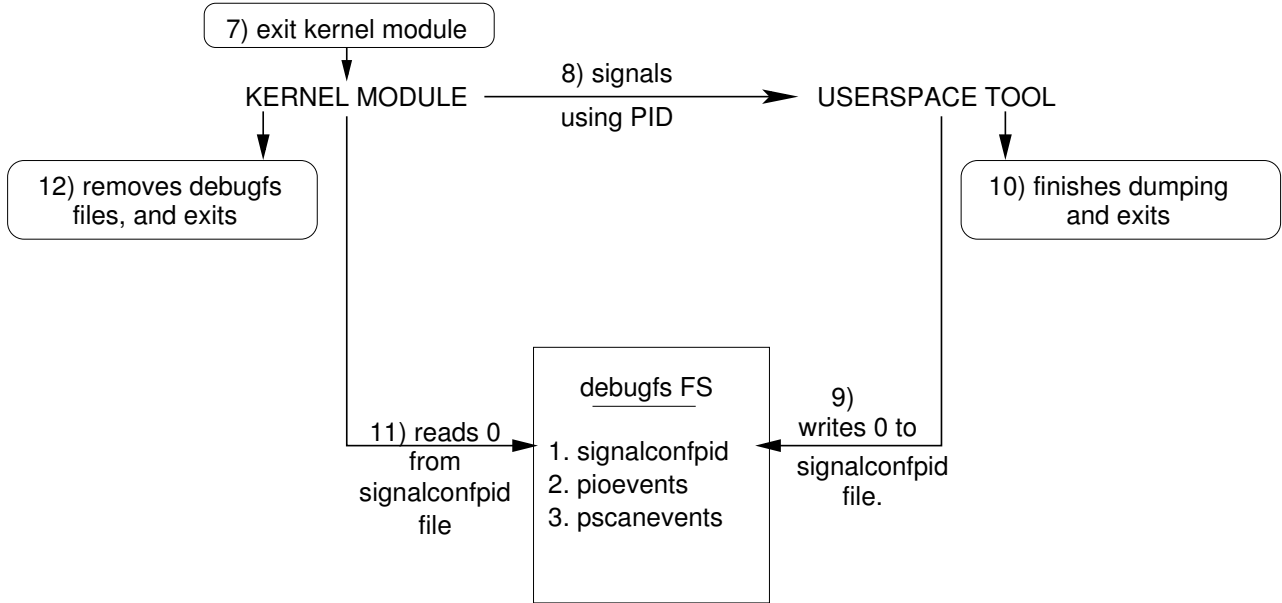 7) exit kernel module
8) signals
KERNEL MODULE
USERSPACE TOOL
using PID
12) removes debugfs
files, and exits
10) finishes dumping
and exits
debugfs FS
1. signalconfpid
2. pioevents
3. pscanevents
11) reads 0
from
signalconfpid
file
9)
writes 0 to
signalconfpid
file.